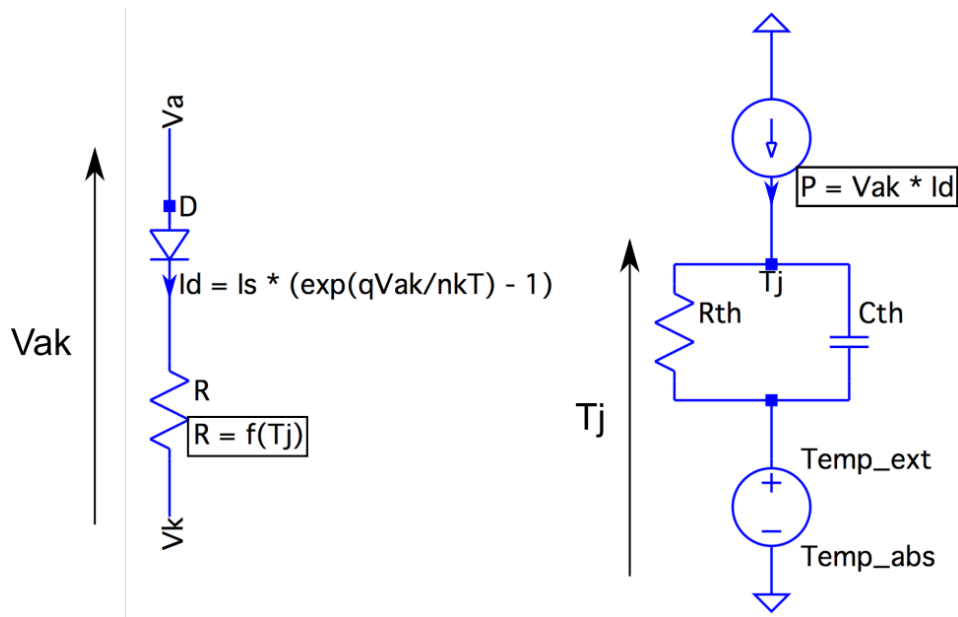 Va
D
Id = Is * (exp(qVak/nkT) - 1)
Vak
R
R = f(Tj)
Vk
P = Vak * Id
Tj
Rth
Cth
Tj
Temp_ext
+
−
Temp_abs